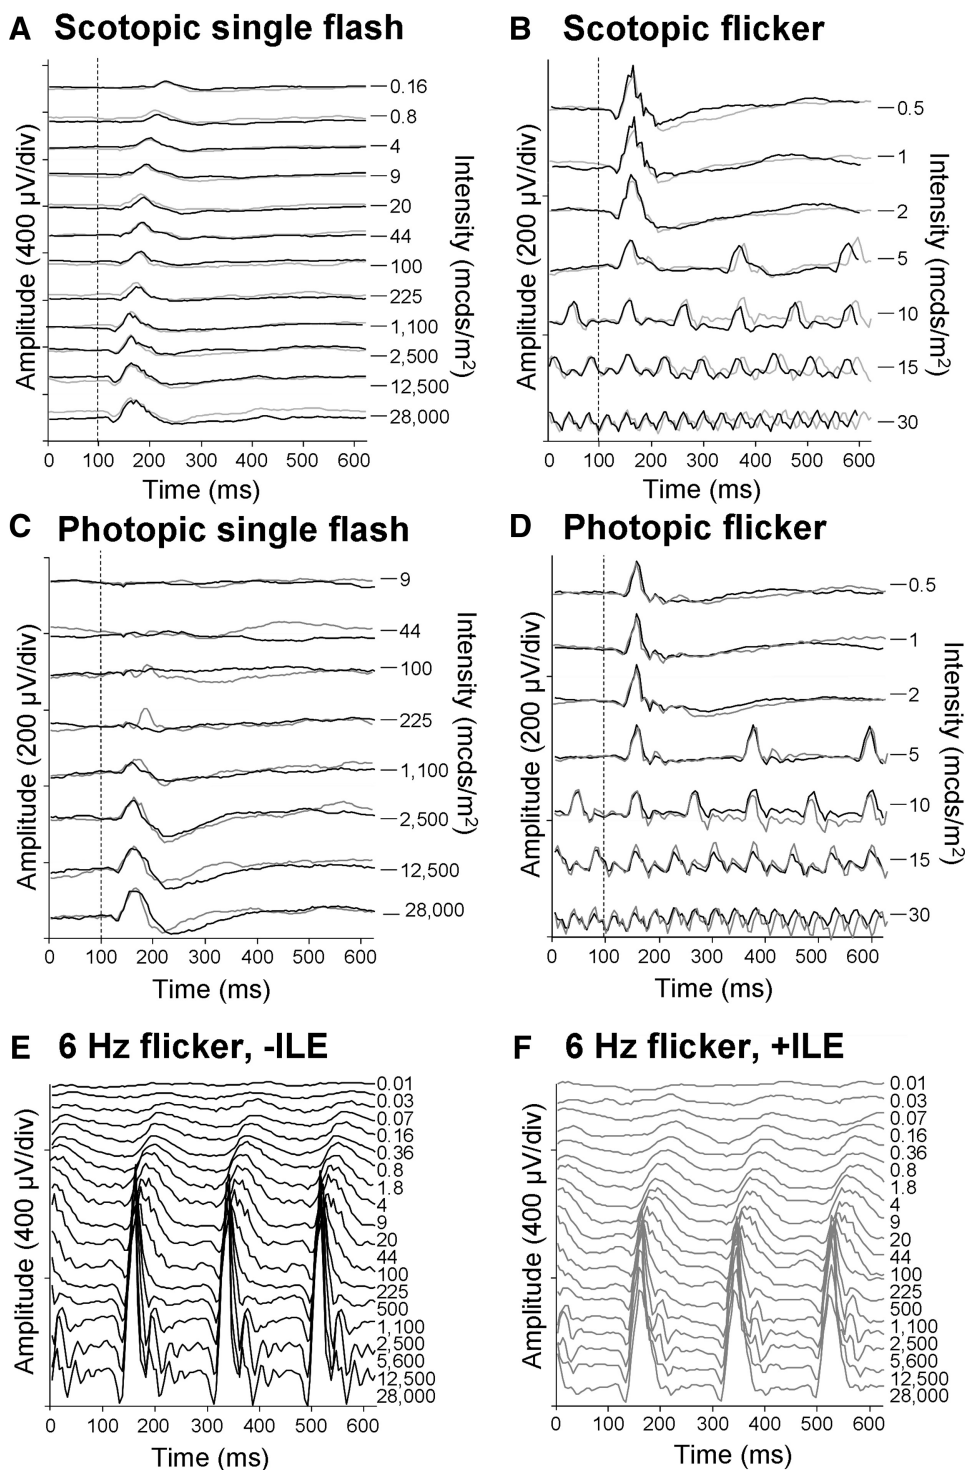 A Scotopic single flash
Amplitude (400 µV/div)
0.16
0.8
4
9
20
44
100
225
1,100
2,500
12,500
28,000
Intensity (mcds/m2)
0 100 200 300 400 500 600
Time (ms)
B Scotopic flicker
Amplitude (200 µV/div)
0.5
1
2
5
10
15
30
Intensity (mcds/m2)
0 100 200 300 400 500 600
Time (ms)
C Photopic single flash
Amplitude (200 µV/div)
9
44
100
225
1,100
2,500
12,500
28,000
Intensity (mcds/m2)
0 100 200 300 400 500 600
Time (ms)
D Photopic flicker
Amplitude (200 µV/div)
0.5
1
2
5
10
15
30
Intensity (mcds/m2)
0 100 200 300 400 500 600
Time (ms)
E 6 Hz flicker, -ILE
Amplitude (400 µV/div)
0.01
0.03
0.07
0.16
0.36
0.8
1.8
4
9
20
44
100
225
500
1,100
2,500
5,600
12,500
28,000
0 100 200 300 400 500 600
Time (ms)
F 6 Hz flicker, +ILE
Amplitude (400 µV/div)
0.01
0.03
0.07
0.16
0.36
0.8
1.8
4
9
20
44
100
225
500
1,100
2,500
5,600
12,500
28,000
0 100 200 300 400 500 600
Time (ms)